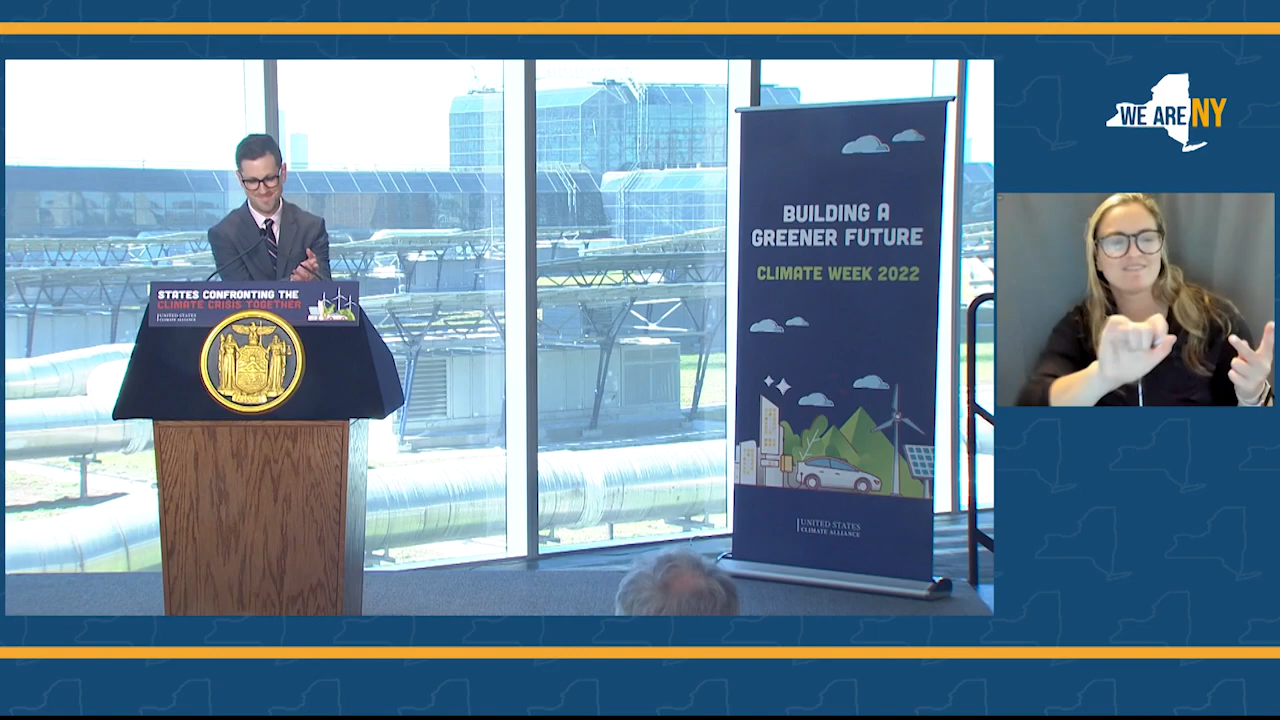 WE ARE NY
BUILDING A
GREENER FUTURE
CLIMATE WEEK 2022
STATES CONFRONTING THE
CLIMATE CRISIS TOGETHER
UNITED STATES
CLIMATE ALLIANCE
UNITED STATES
CLIMATE ALLIANCE